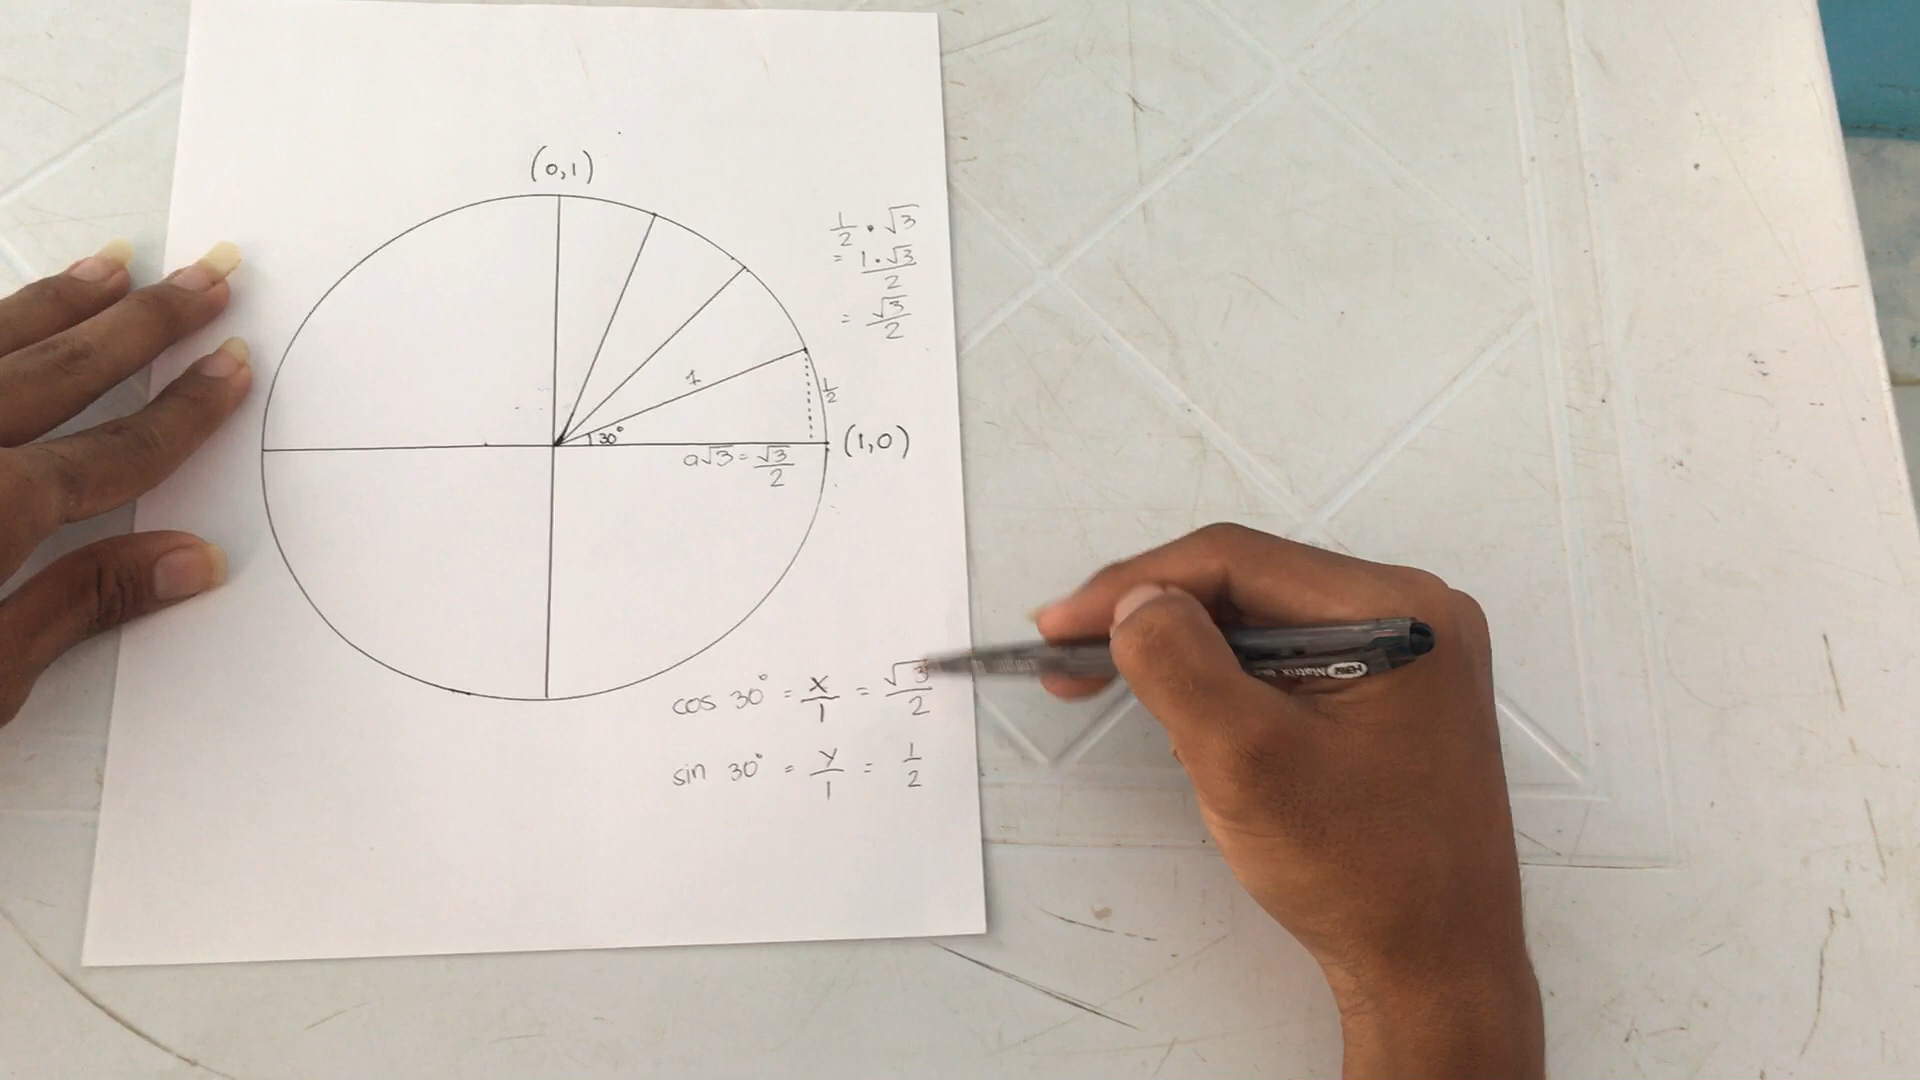 (0,1)
1/2 · √3
= 1·√3/2
= √3/2
1
1/2
30°
(1,0)
a√3 = √3/2
cos 30° = x/1 = √3/2
sin 30° = y/1 = 1/2
Matrix